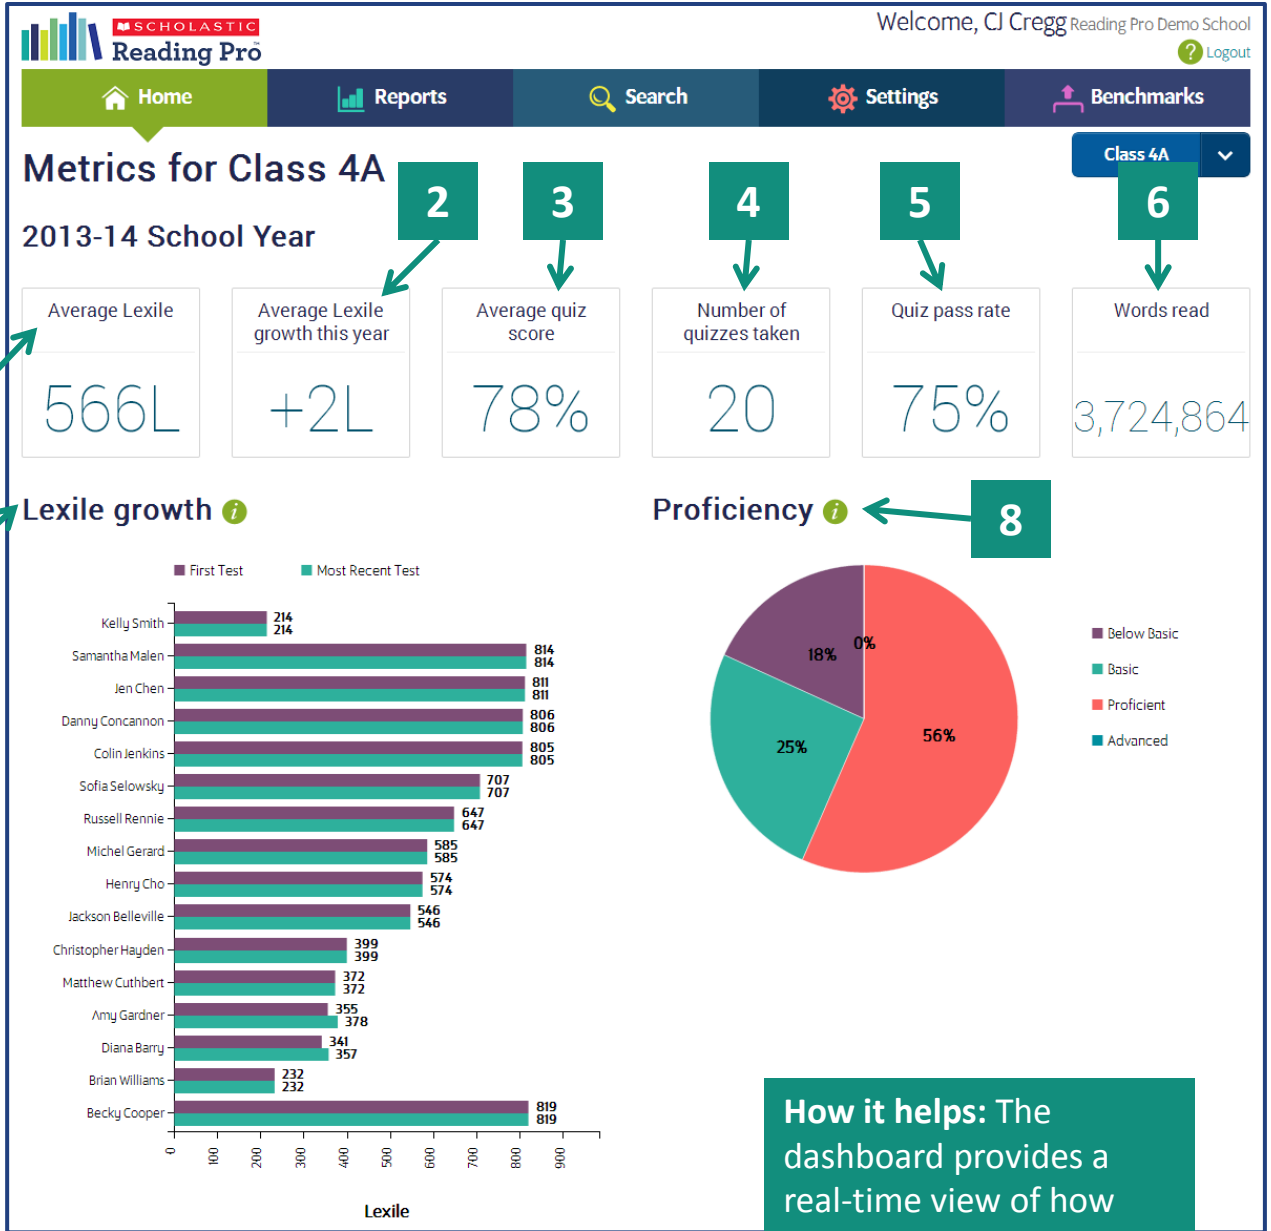 SCHOLASTIC
Reading Pro™
Welcome, CJ Cregg Reading Pro Demo School
? Logout
Home
Reports
Search
Settings
Benchmarks
Metrics for Class 4A
Class 4A
2
3
4
5
6
2013-14 School Year
Average Lexile
566L
Average Lexile
growth this year
+2L
Average quiz
score
78%
Number of
quizzes taken
20
Quiz pass rate
75%
Words read
3,724,864
Lexile growth i
First Test
Most Recent Test
Kelly Smith
214
214
Samantha Malen
814
814
Jen Chen
811
811
Danny Concannon
806
806
Colin Jenkins
805
805
Sofia Selowsky
707
707
Russell Rennie
647
647
Michel Gerard
585
585
Henry Cho
574
574
Jackson Belleville
546
546
Christopher Hayden
399
399
Matthew Cuthbert
372
372
Amy Gardner
355
378
Diana Barry
341
357
Brian Williams
232
232
Becky Cooper
819
819
0
100
200
300
400
500
600
700
800
900
Lexile
Proficiency i
8
18%
0%
25%
56%
Below Basic
Basic
Proficient
Advanced
How it helps: The
dashboard provides a
real-time view of how